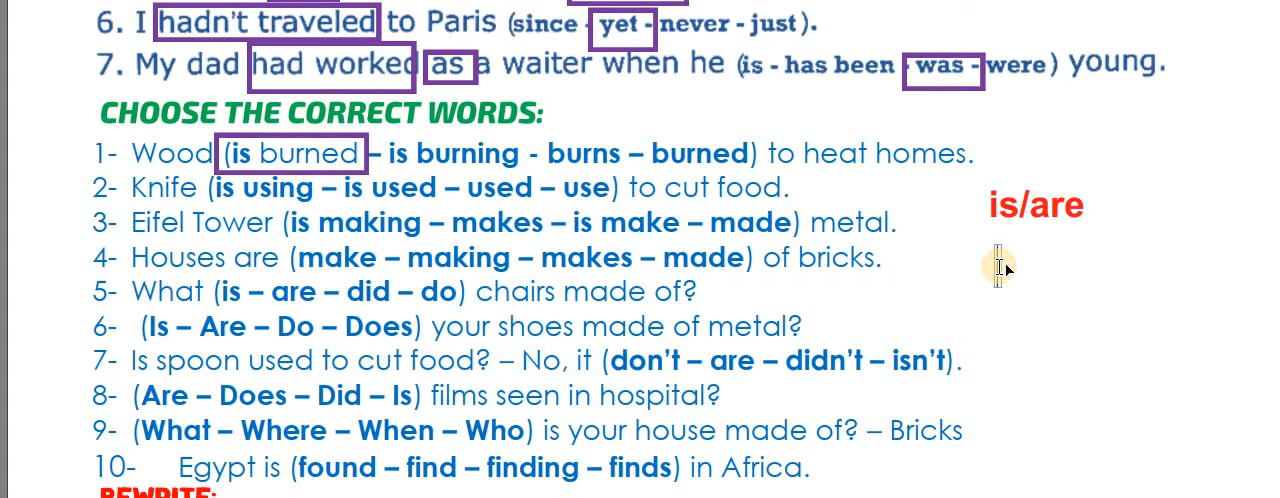 6. I hadn't traveled to Paris (since - yet - never - just).
7. My dad had worked as a waiter when he (is - has been - was - were) young.
CHOOSE THE CORRECT WORDS:
1- Wood (is burned – is burning - burns – burned) to heat homes.
2- Knife (is using – is used – used – use) to cut food.
is/are
3- Eifel Tower (is making – makes – is make – made) metal.
4- Houses are (make – making – makes – made) of bricks.
5- What (is – are – did – do) chairs made of?
6- (Is – Are – Do – Does) your shoes made of metal?
7- Is spoon used to cut food? – No, it (don't – are – didn't – isn't).
8- (Are – Does – Did – Is) films seen in hospital?
9- (What – Where – When – Who) is your house made of? – Bricks
10- Egypt is (found – find – finding – finds) in Africa.
REWRITE: